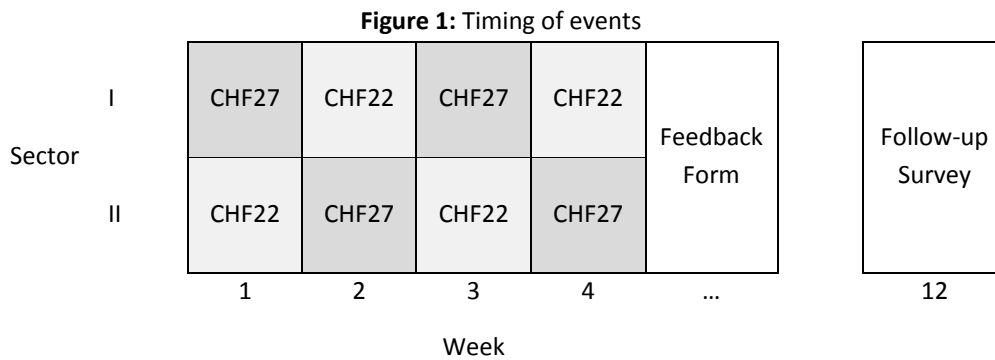 Figure 1: Timing of events
I CHF27 CHF22 CHF27 CHF22
Sector
Feedback
Form
Follow-up
Survey
II CHF22 CHF27 CHF22 CHF27
1 2 3 4 ... 12
Week